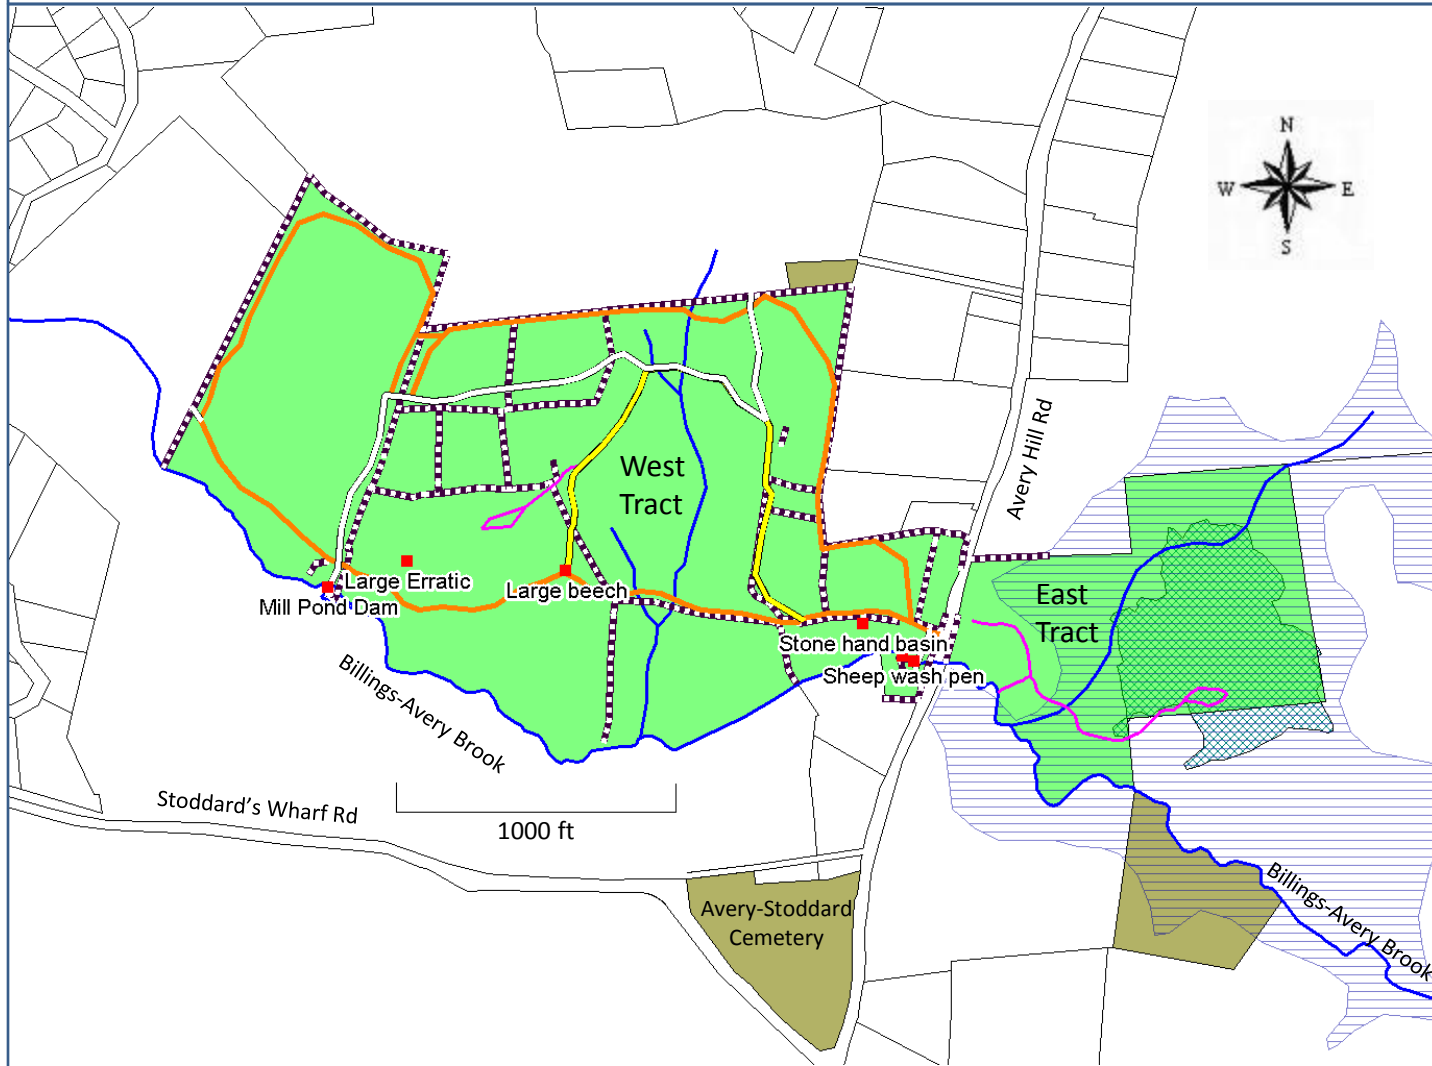 N
W E
S
Avery Hill Rd
West
Tract
East
Tract
Large Erratic
Large beech
Mill Pond Dam
Stone hand basin
Sheep wash pen
Billings-Avery Brook
Stoddard's Wharf Rd
1000 ft
Avery-Stoddard
Cemetery
Billings-Avery Brook